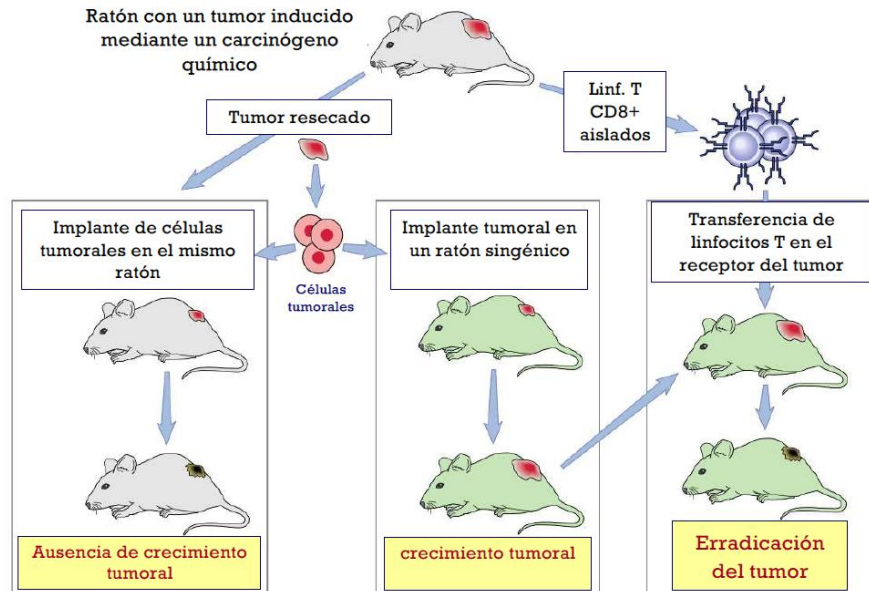 Ratón con un tumor inducido
mediante un carcinógeno
químico
Tumor resecado
Linf. T
CD8+
aislados
Implante de células
tumorales en el mismo
ratón
Células
tumorales
Implante tumoral en
un ratón singénico
Transferencia de
linfocitos T en el
receptor del tumor
Ausencia de crecimiento
tumoral
crecimiento tumoral
Erradicación
del tumor